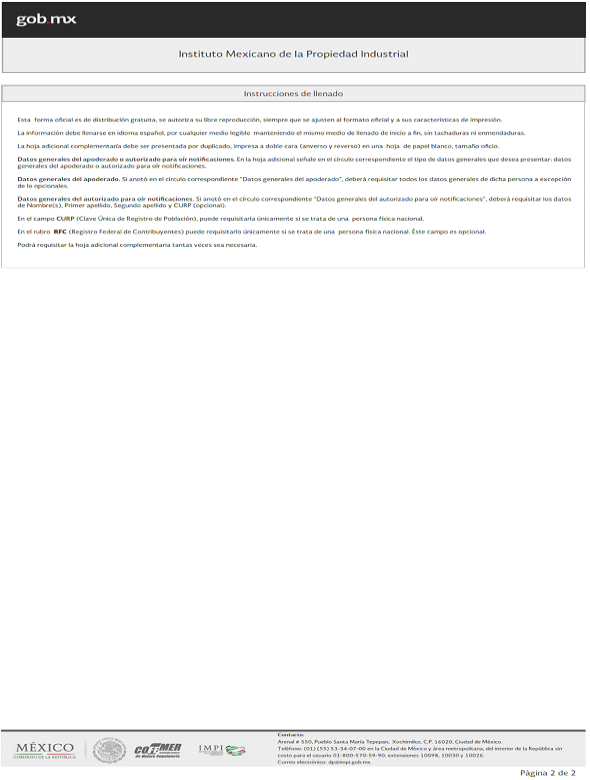 gob.mx
Instituto Mexicano de la Propiedad Industrial
Instrucciones de llenado
Esta forma oficial es de distribución gratuita, se autoriza su libre reproducción, siempre que se ajusten al formato oficial y a sus características de impresión.
La información debe llenarse en idioma español, por cualquier medio legible manteniendo el mismo medio de llenado de inicio a fin, sin tachaduras ni enmendaduras.
La hoja adicional complementaria debe ser presentada por duplicado, impresa a doble cara (anverso y reverso) en una hoja de papel blanco, tamaño oficio.
Datos generales del apoderado o autorizado para oír notificaciones. En la hoja adicional señale en el círculo correspondiente el tipo de datos generales que desea presentar: datos
generales del apoderado o autorizado para oír notificaciones.
Datos generales del apoderado. Si anotó en el círculo correspondiente "Datos generales del apoderado", deberá requisitar todos los datos generales de dicha persona a excepción
de lo opcionales.
Datos generales del autorizado para oír notificaciones. Si anotó en el círculo correspondiente "Datos generales del autorizado para oír notificaciones", deberá requisitar los datos
de Nombre(s), Primer apellido, Segundo apellido y CURP (opcional).
En el campo CURP (Clave Única de Registro de Población), puede requisitarla únicamente si se trata de una persona física nacional.
En el rubro RFC (Registro Federal de Contribuyentes) puede requisitarlo únicamente si se trata de una persona física nacional. Éste campo es opcional.
Podrá requisitar la hoja adicional complementaria tantas veces sea necesaria.
Contacto:
Arenal # 550, Pueblo Santa María Tepepan, Xochimilco, C.P. 16020, Ciudad de México.
Teléfono: (01) (55) 53-34-07-00 en la Ciudad de México y área metropolitana, del interior de la República sin
costo para el usuario 01-800-570-59-90, extensiones 10098, 10030 y 10026.
Correo electrónico: dp@impi.gob.mx
MÉXICO
GOBIERNO DE LA REPÚBLICA
COFEMER
de Mejora Regulatoria
IMPI
Página 2 de 2